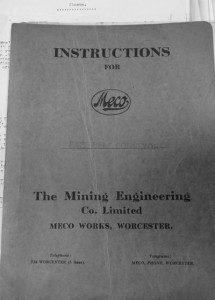 INSTRUCTIONS
FOR
Meco
The Mining Engineering
Co. Limited
MECO WORKS, WORCESTER.
Telephone: Telegrams:
WORCESTER MECO, PHONE, WORCESTER